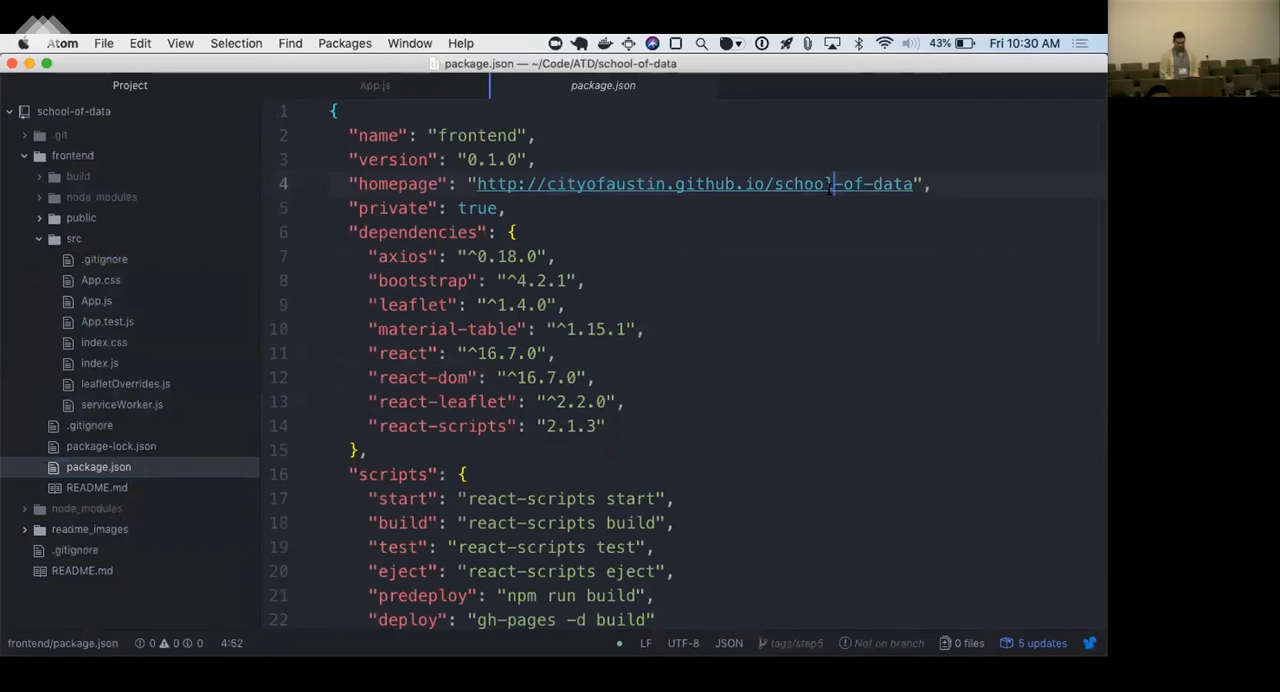 Atom File Edit View Selection Find Packages Window Help 43% Fri 10:30 AM
package.json — ~/Code/ATD/school-of-data
Project App.js package.json
school-of-data
.git
frontend
build
node_modules
public
src
.gitignore
App.css
App.js
App.test.js
index.css
index.js
leafletOverrides.js
serviceWorker.js
.gitignore
package-lock.json
package.json
README.md
node_modules
readme_images
.gitignore
README.md
1 {
2 "name": "frontend",
3 "version": "0.1.0",
4 "homepage": "http://cityofaustin.github.io/school-of-data",
5 "private": true,
6 "dependencies": {
7 "axios": "^0.18.0",
8 "bootstrap": "^4.2.1",
9 "leaflet": "^1.4.0",
10 "material-table": "^1.15.1",
11 "react": "^16.7.0",
12 "react-dom": "^16.7.0",
13 "react-leaflet": "^2.2.0",
14 "react-scripts": "2.1.3"
15 },
16 "scripts": {
17 "start": "react-scripts start",
18 "build": "react-scripts build",
19 "test": "react-scripts test",
20 "eject": "react-scripts eject",
21 "predeploy": "npm run build",
22 "deploy": "gh-pages -d build"
frontend/package.json 0 0 0 4:62 LF UTF-8 JSON tags/step5 Not on branch 0 files 5 updates